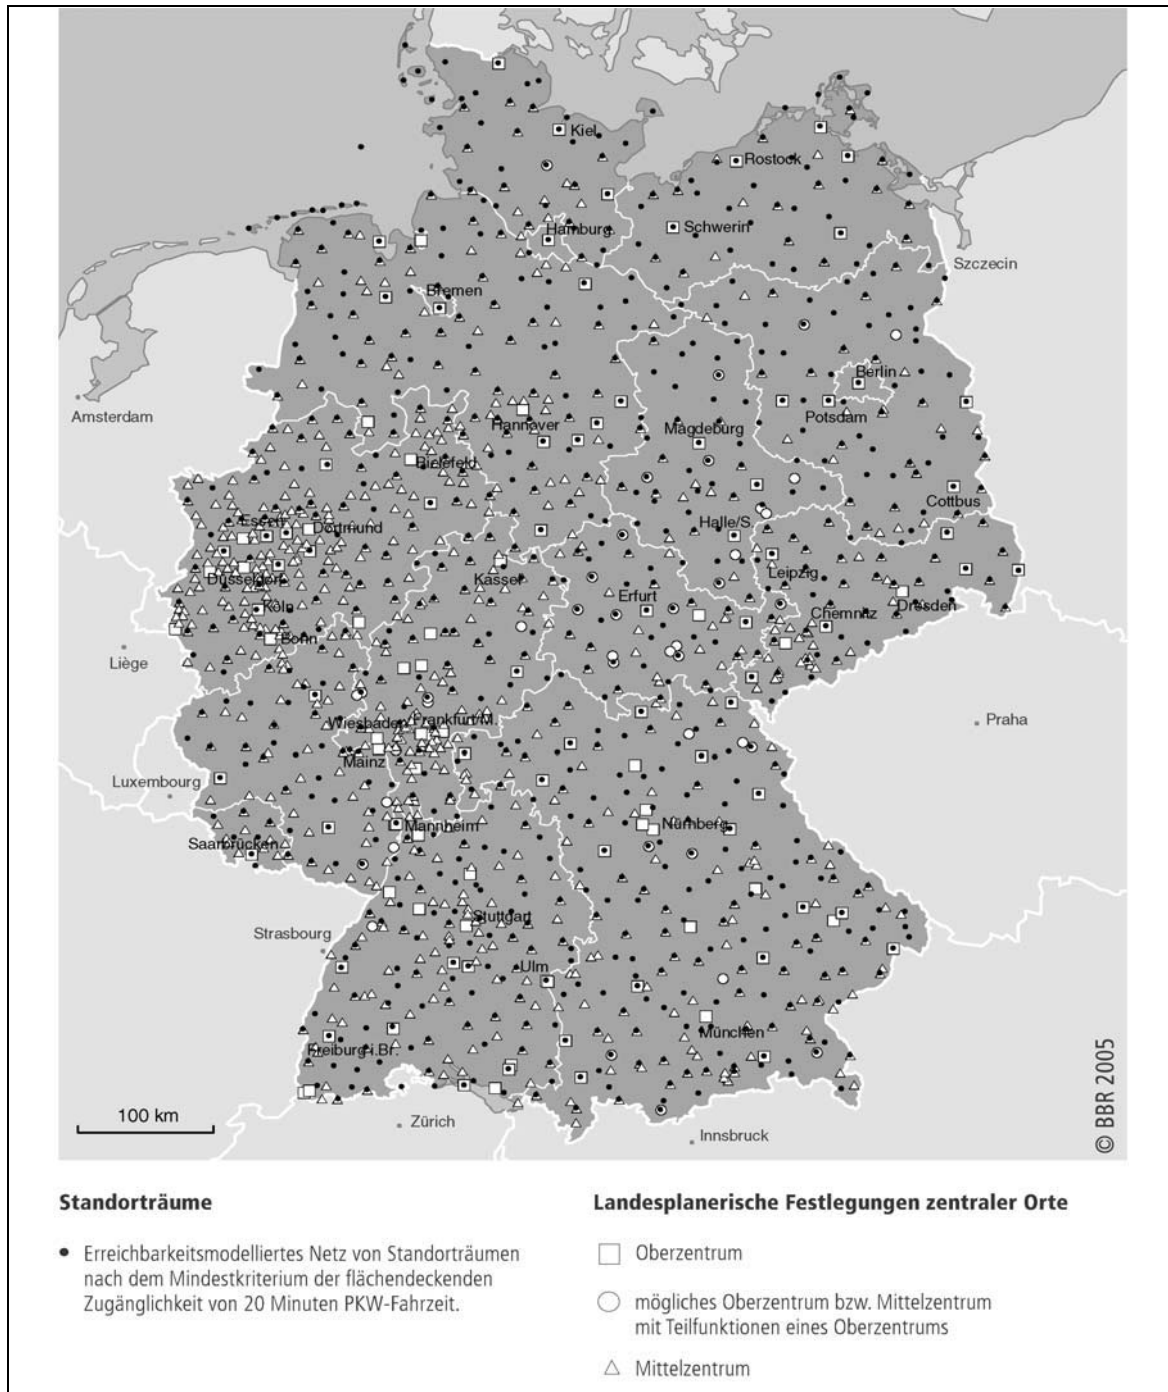 Kiel
Rostock
Hamburg
Schwerin
Szczecin
Bremen
Berlin
Amsterdam
Hannover
Magdeburg
Potsdam
Bielefeld
Cottbus
Essen
Dortmund
Halle/S.
Düsseldorf
Kassel
Leipzig
Köln
Erfurt
Chemnitz
Dresden
Bonn
Liège
Wiesbaden
Frankfurt/M.
Praha
Mainz
Luxembourg
Mannheim
Nürnberg
Saarbrücken
Stuttgart
Strasbourg
Ulm
München
Freiburg i.Br.
100 km
Zürich
Innsbruck
© BBR 2005
Standorträume
Erreichbarkeitsmodelliertes Netz von Standorträumen
nach dem Mindestkriterium der flächendeckenden
Zugänglichkeit von 20 Minuten PKW-Fahrzeit.
Landesplanerische Festlegungen zentraler Orte
Oberzentrum
mögliches Oberzentrum bzw. Mittelzentrum
mit Teilfunktionen eines Oberzentrums
Mittelzentrum